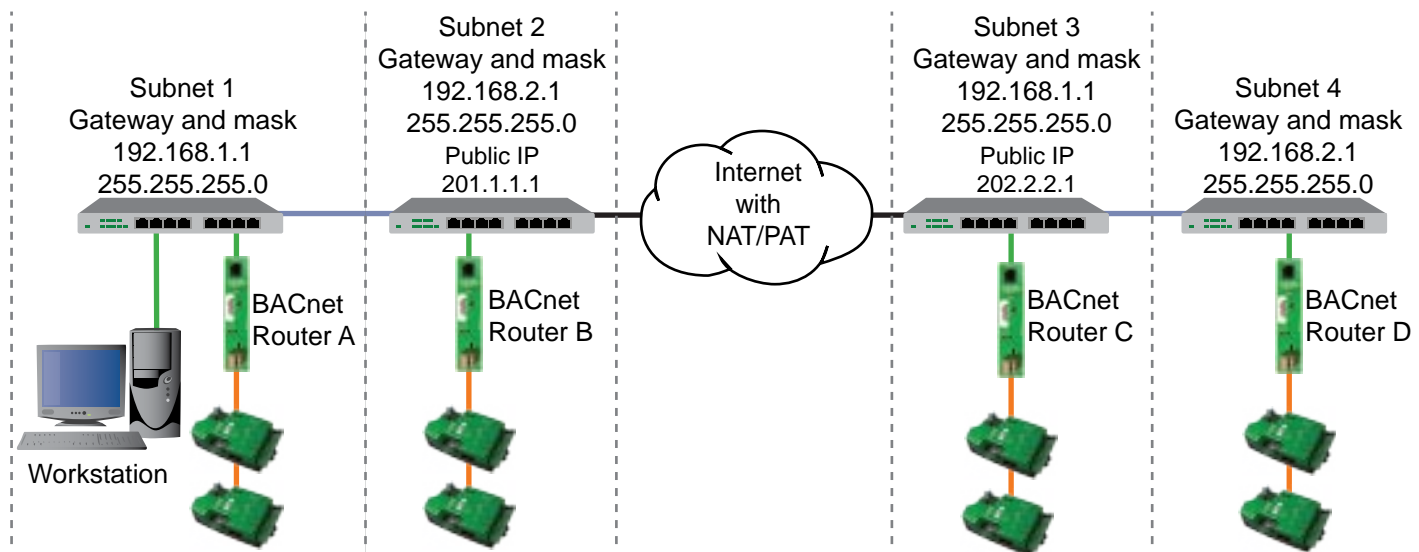 Subnet 1
Gateway and mask
192.168.1.1
255.255.255.0
Subnet 2
Gateway and mask
192.168.2.1
255.255.255.0
Public IP
201.1.1.1
Internet
with
NAT/PAT
Subnet 3
Gateway and mask
192.168.1.1
255.255.255.0
Public IP
202.2.2.1
Subnet 4
Gateway and mask
192.168.2.1
255.255.255.0
Workstation
BACnet
Router A
BACnet
Router B
BACnet
Router C
BACnet
Router D